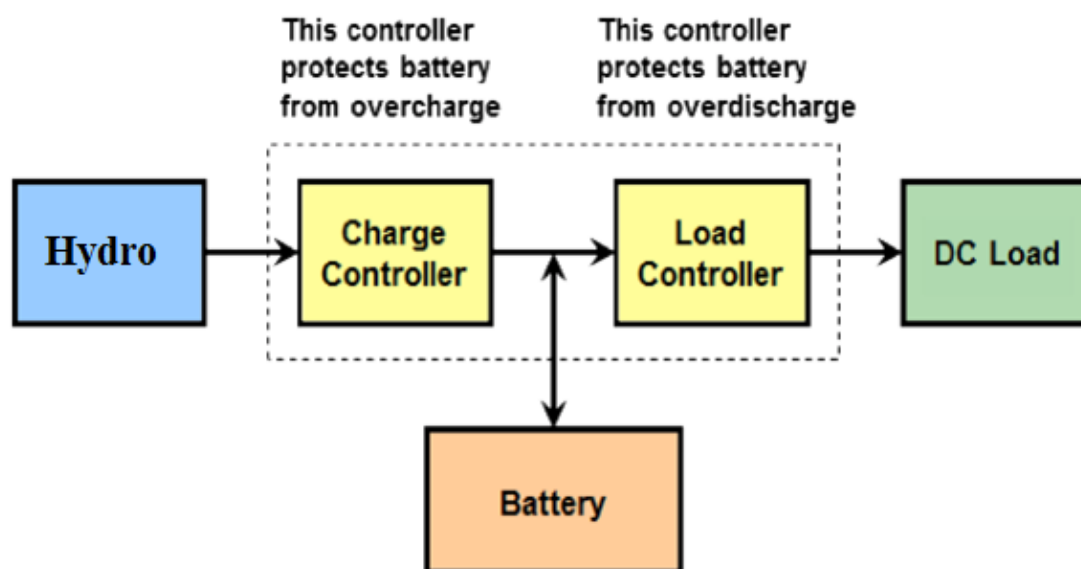 This controller
protects battery
from overcharge
This controller
protects battery
from overdischarge
Hydro
Charge
Controller
Load
Controller
DC Load
Battery